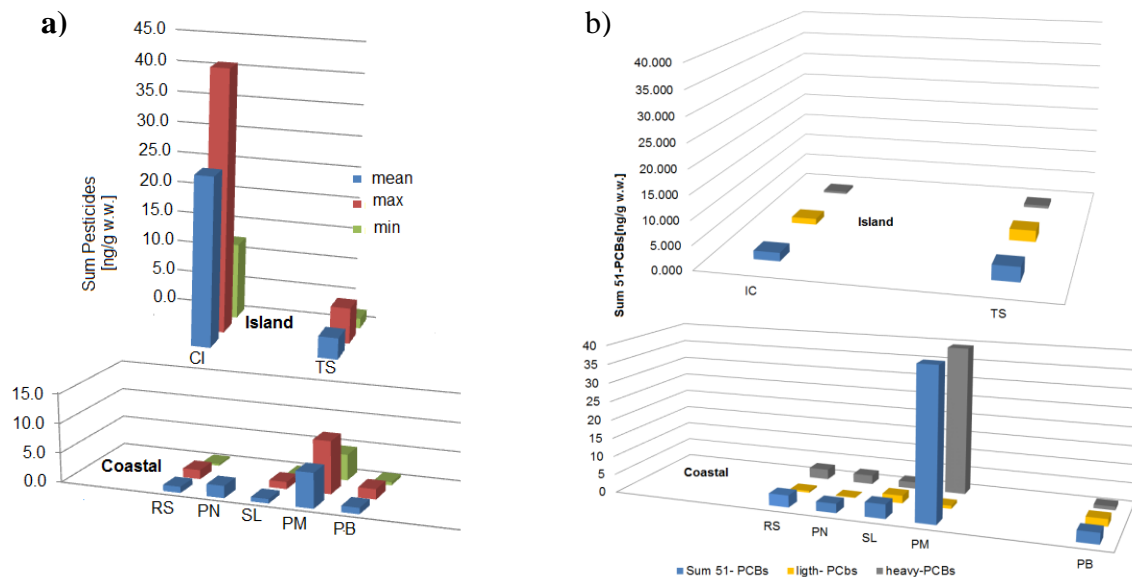 a)
45.0
40.0
35.0
30.0
25.0
20.0
15.0
10.0
5.0
0.0
Sum Pesticides
[ng/g w.w.]
mean
max
min
Island
CI
TS
15.0
10.0
5.0
0.0
Coastal
RS
PN
SL
PM
PB
b)
40.000
35.000
30.000
25.000
20.000
15.000
10.000
5.000
0.000
Sum 51-PCBs[ng/g w.w.]
Island
IC
TS
40
35
30
25
20
15
10
5
0
Coastal
RS
PN
SL
PM
PB
Sum 51- PCBs
ligth- PCbs
heavy-PCBs